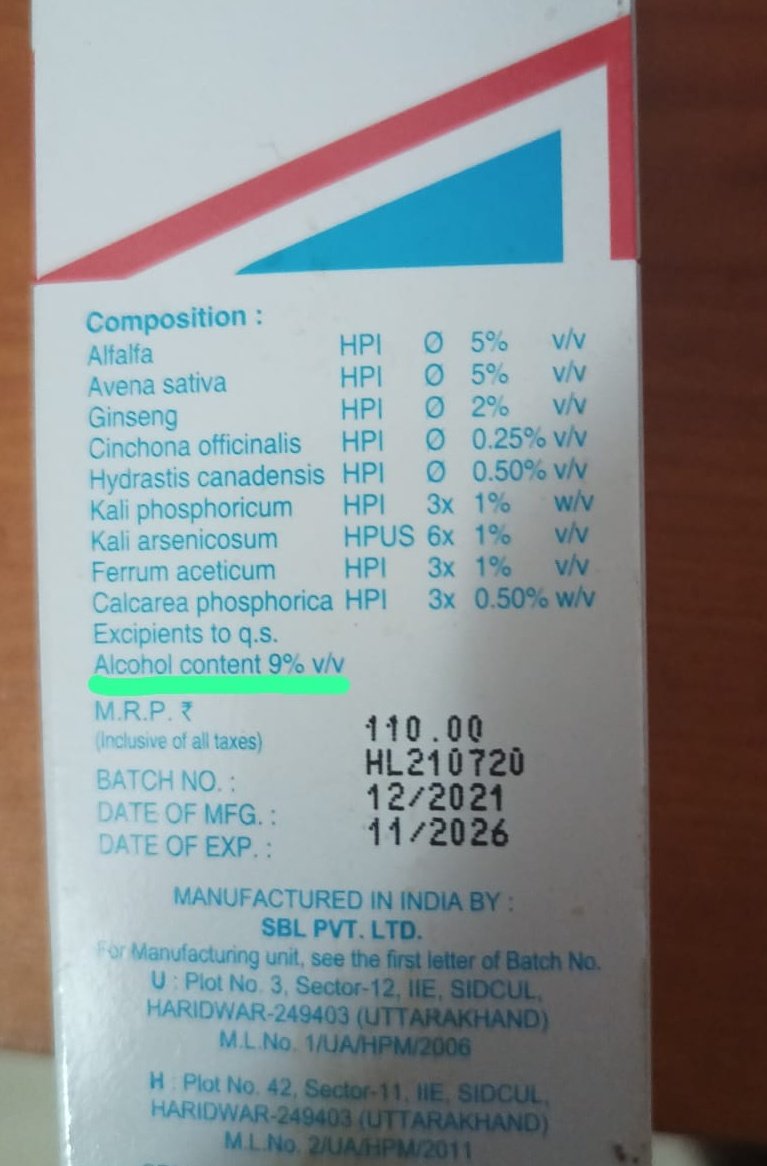 Composition :
Alfalfa HPI Ø 5% v/v
Avena sativa HPI Ø 5% v/v
Ginseng HPI Ø 2% v/v
Cinchona officinalis HPI Ø 0.25% v/v
Hydrastis canadensis HPI Ø 0.50% v/v
Kali phosphoricum HPI 3x 1% w/v
Kali arsenicosum HPUS 6x 1% v/v
Ferrum aceticum HPI 3x 1% v/v
Calcarea phosphorica HPI 3x 0.50% w/v
Excipients to q.s.
Alcohol content 9% v/v
M.R.P. ₹ 110.00
(Inclusive of all taxes)
BATCH NO. : HL210720
DATE OF MFG. : 12/2021
DATE OF EXP. : 11/2026
MANUFACTURED IN INDIA BY :
SBL PVT. LTD.
For Manufacturing unit, see the first letter of Batch No.
U : Plot No. 3, Sector-12, IIE, SIDCUL,
HARIDWAR-249403 (UTTARAKHAND)
M.L.No. 1/UA/HPM/2006
H : Plot No. 42, Sector-11, IIE, SIDCUL,
HARIDWAR-249403 (UTTARAKHAND)
M.L.No. 2/UA/HPM/2011